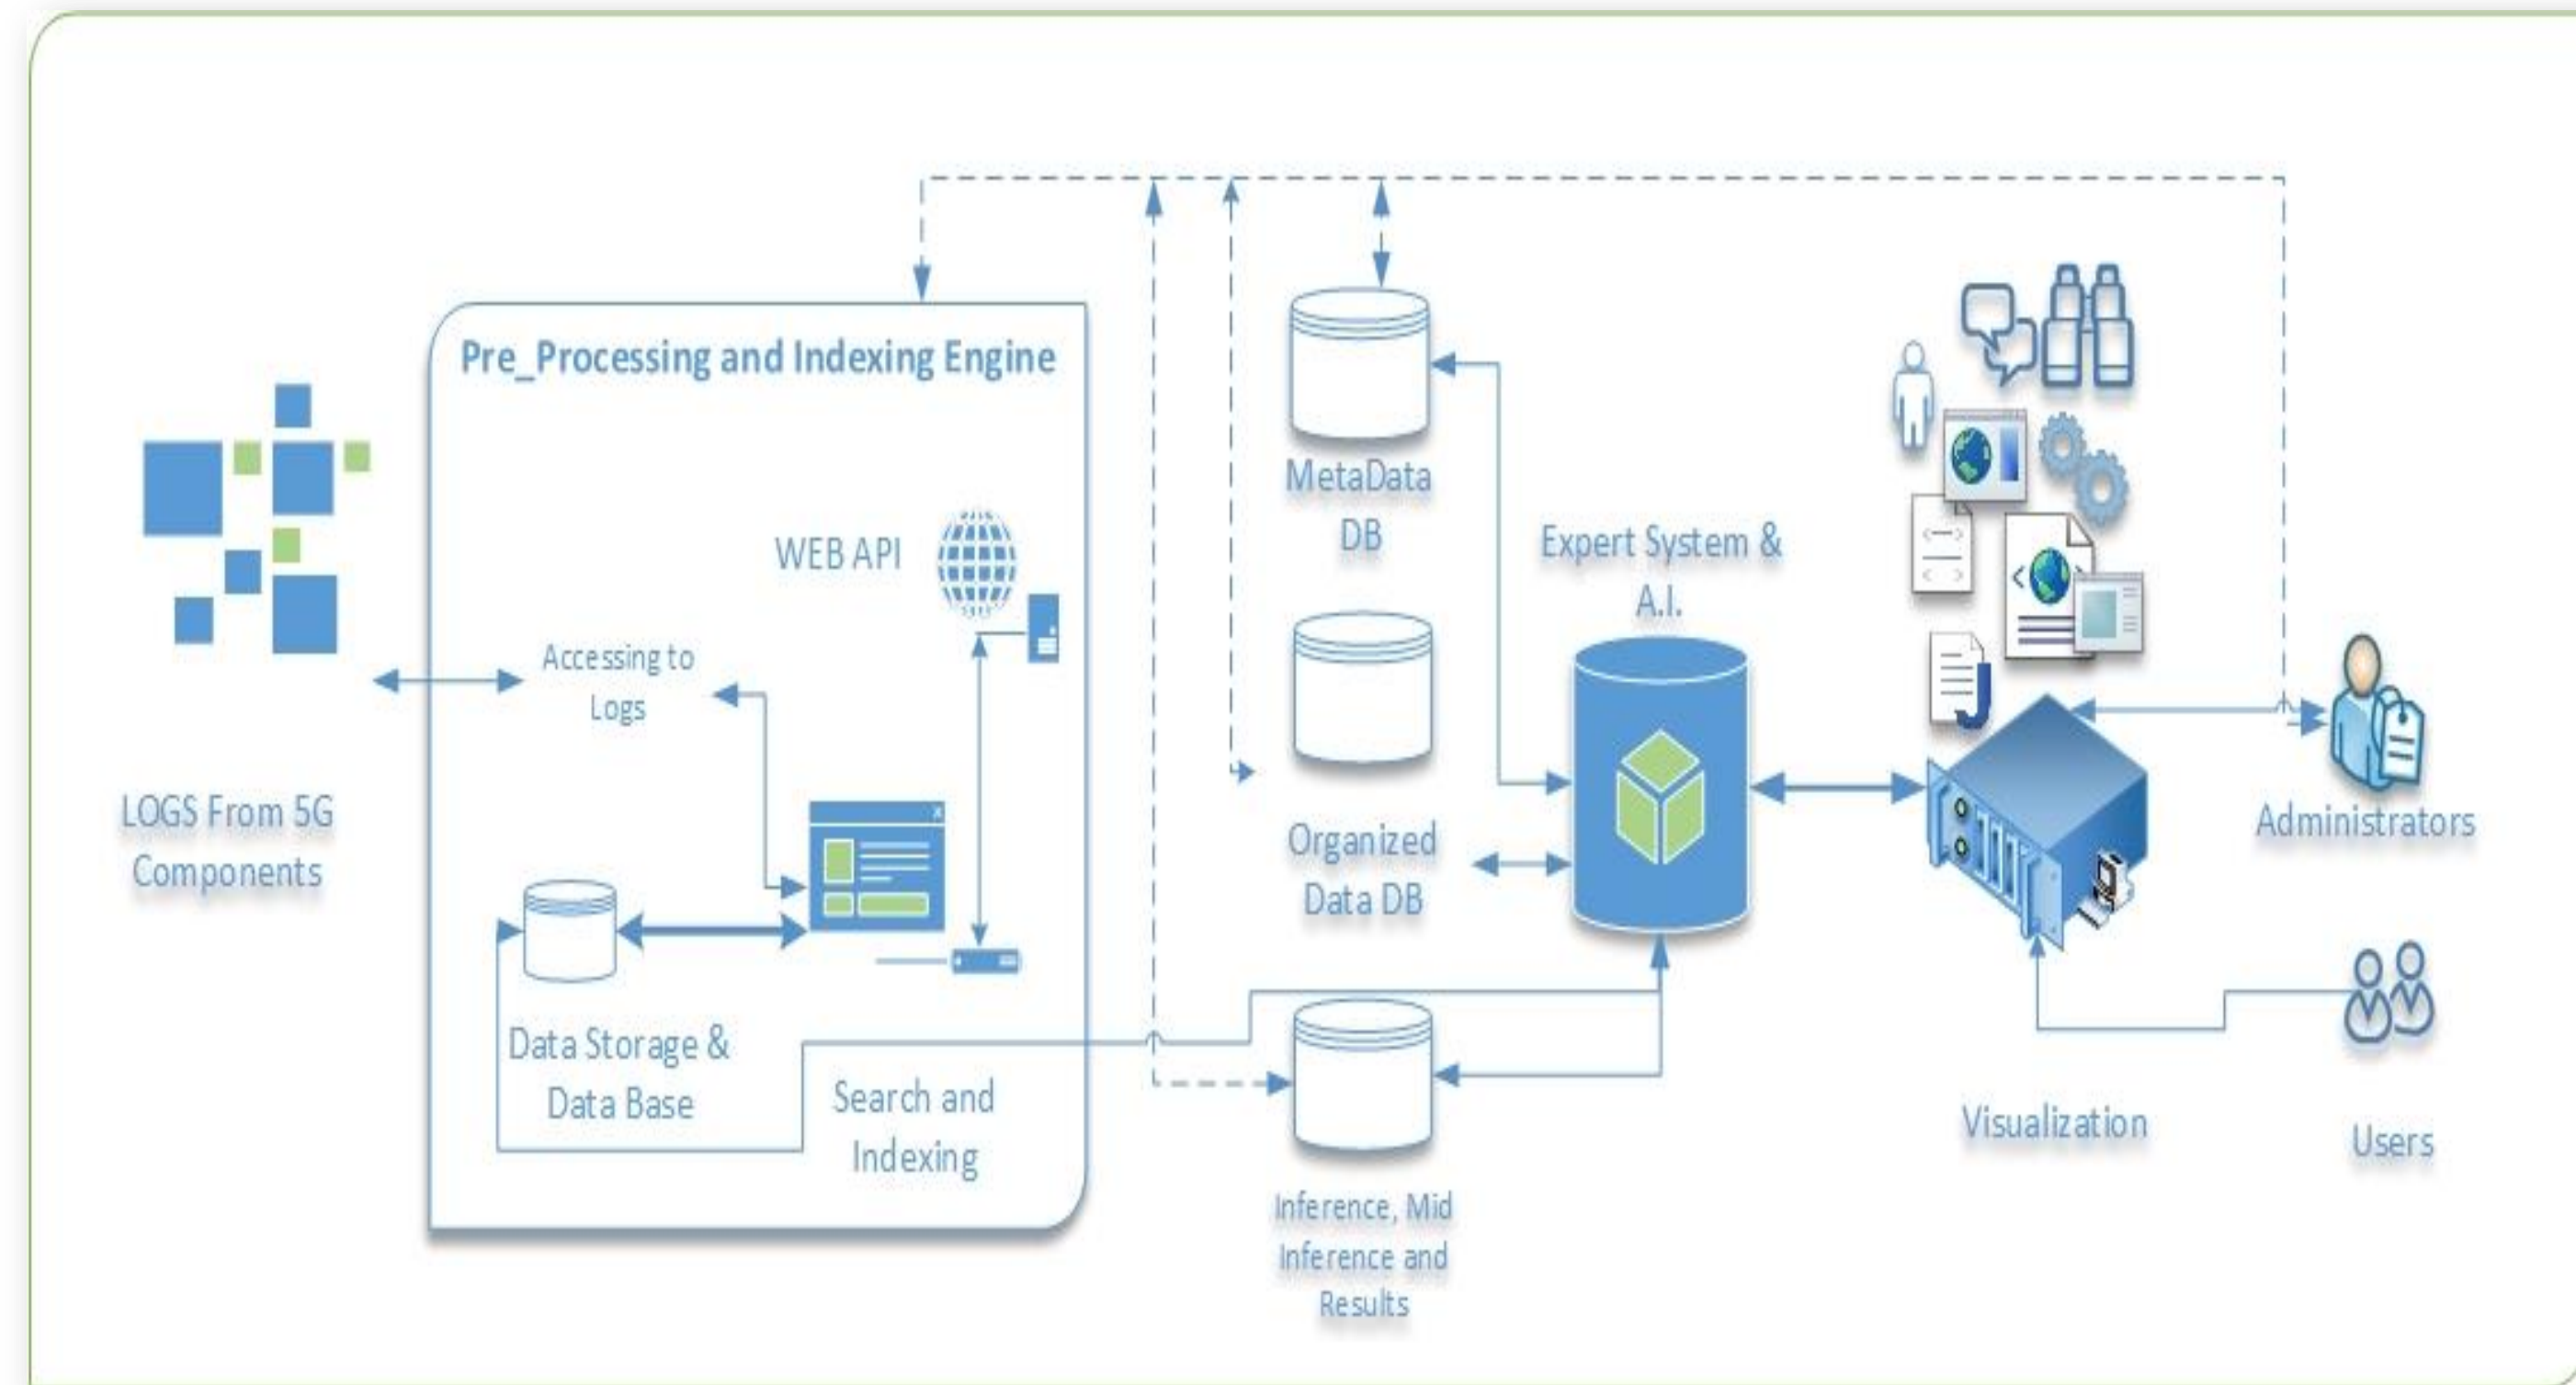 Pre_Processing and Indexing Engine
WEB API
Accessing to
Logs
LOGS From 5G
Components
Data Storage &
Data Base
Search and
Indexing
MetaData
DB
Organized
Data DB
Inference, Mid
Inference and
Results
Expert System &
A.I.
Visualization
Administrators
Users